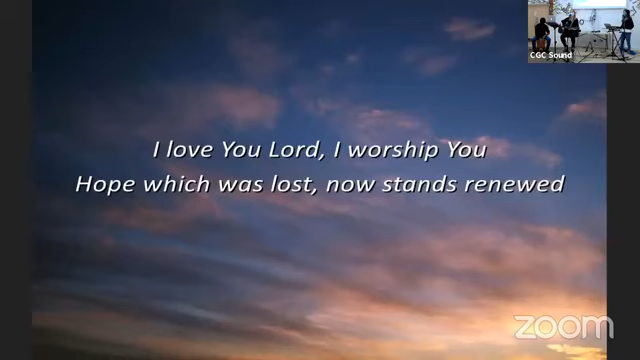 I love You Lord, I worship You
Hope which was lost, now stands renewed
CGC Sound
zoom